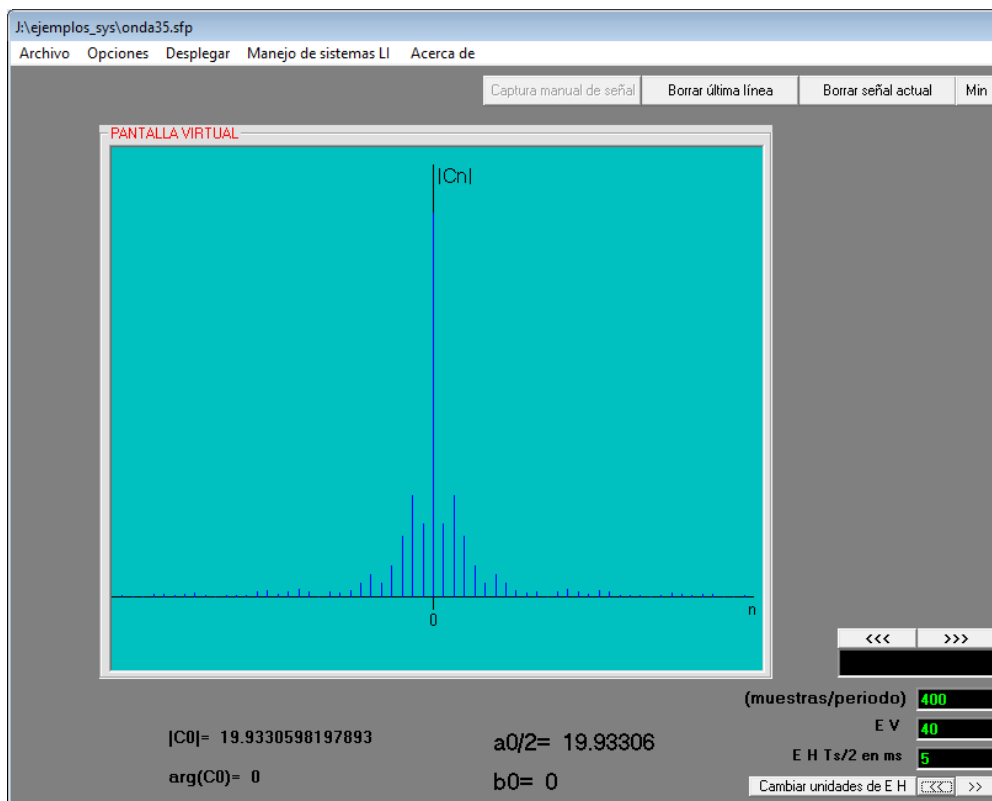 J:\ejemplos_sys\onda35.sfp
Archivo Opciones Desplegar Manejo de sistemas LI Acerca de
Captura manual de señal Borrar última línea Borrar señal actual Min
PANTALLA VIRTUAL
|Cn|
n
0
<<< >>>
(muestras/periodo) 400
E V 40
E H Ts/2 en ms 5
Cambiar unidades de E H << >>
|C0|= 19.9330598197893
a0/2= 19.93306
arg(C0)= 0
b0= 0